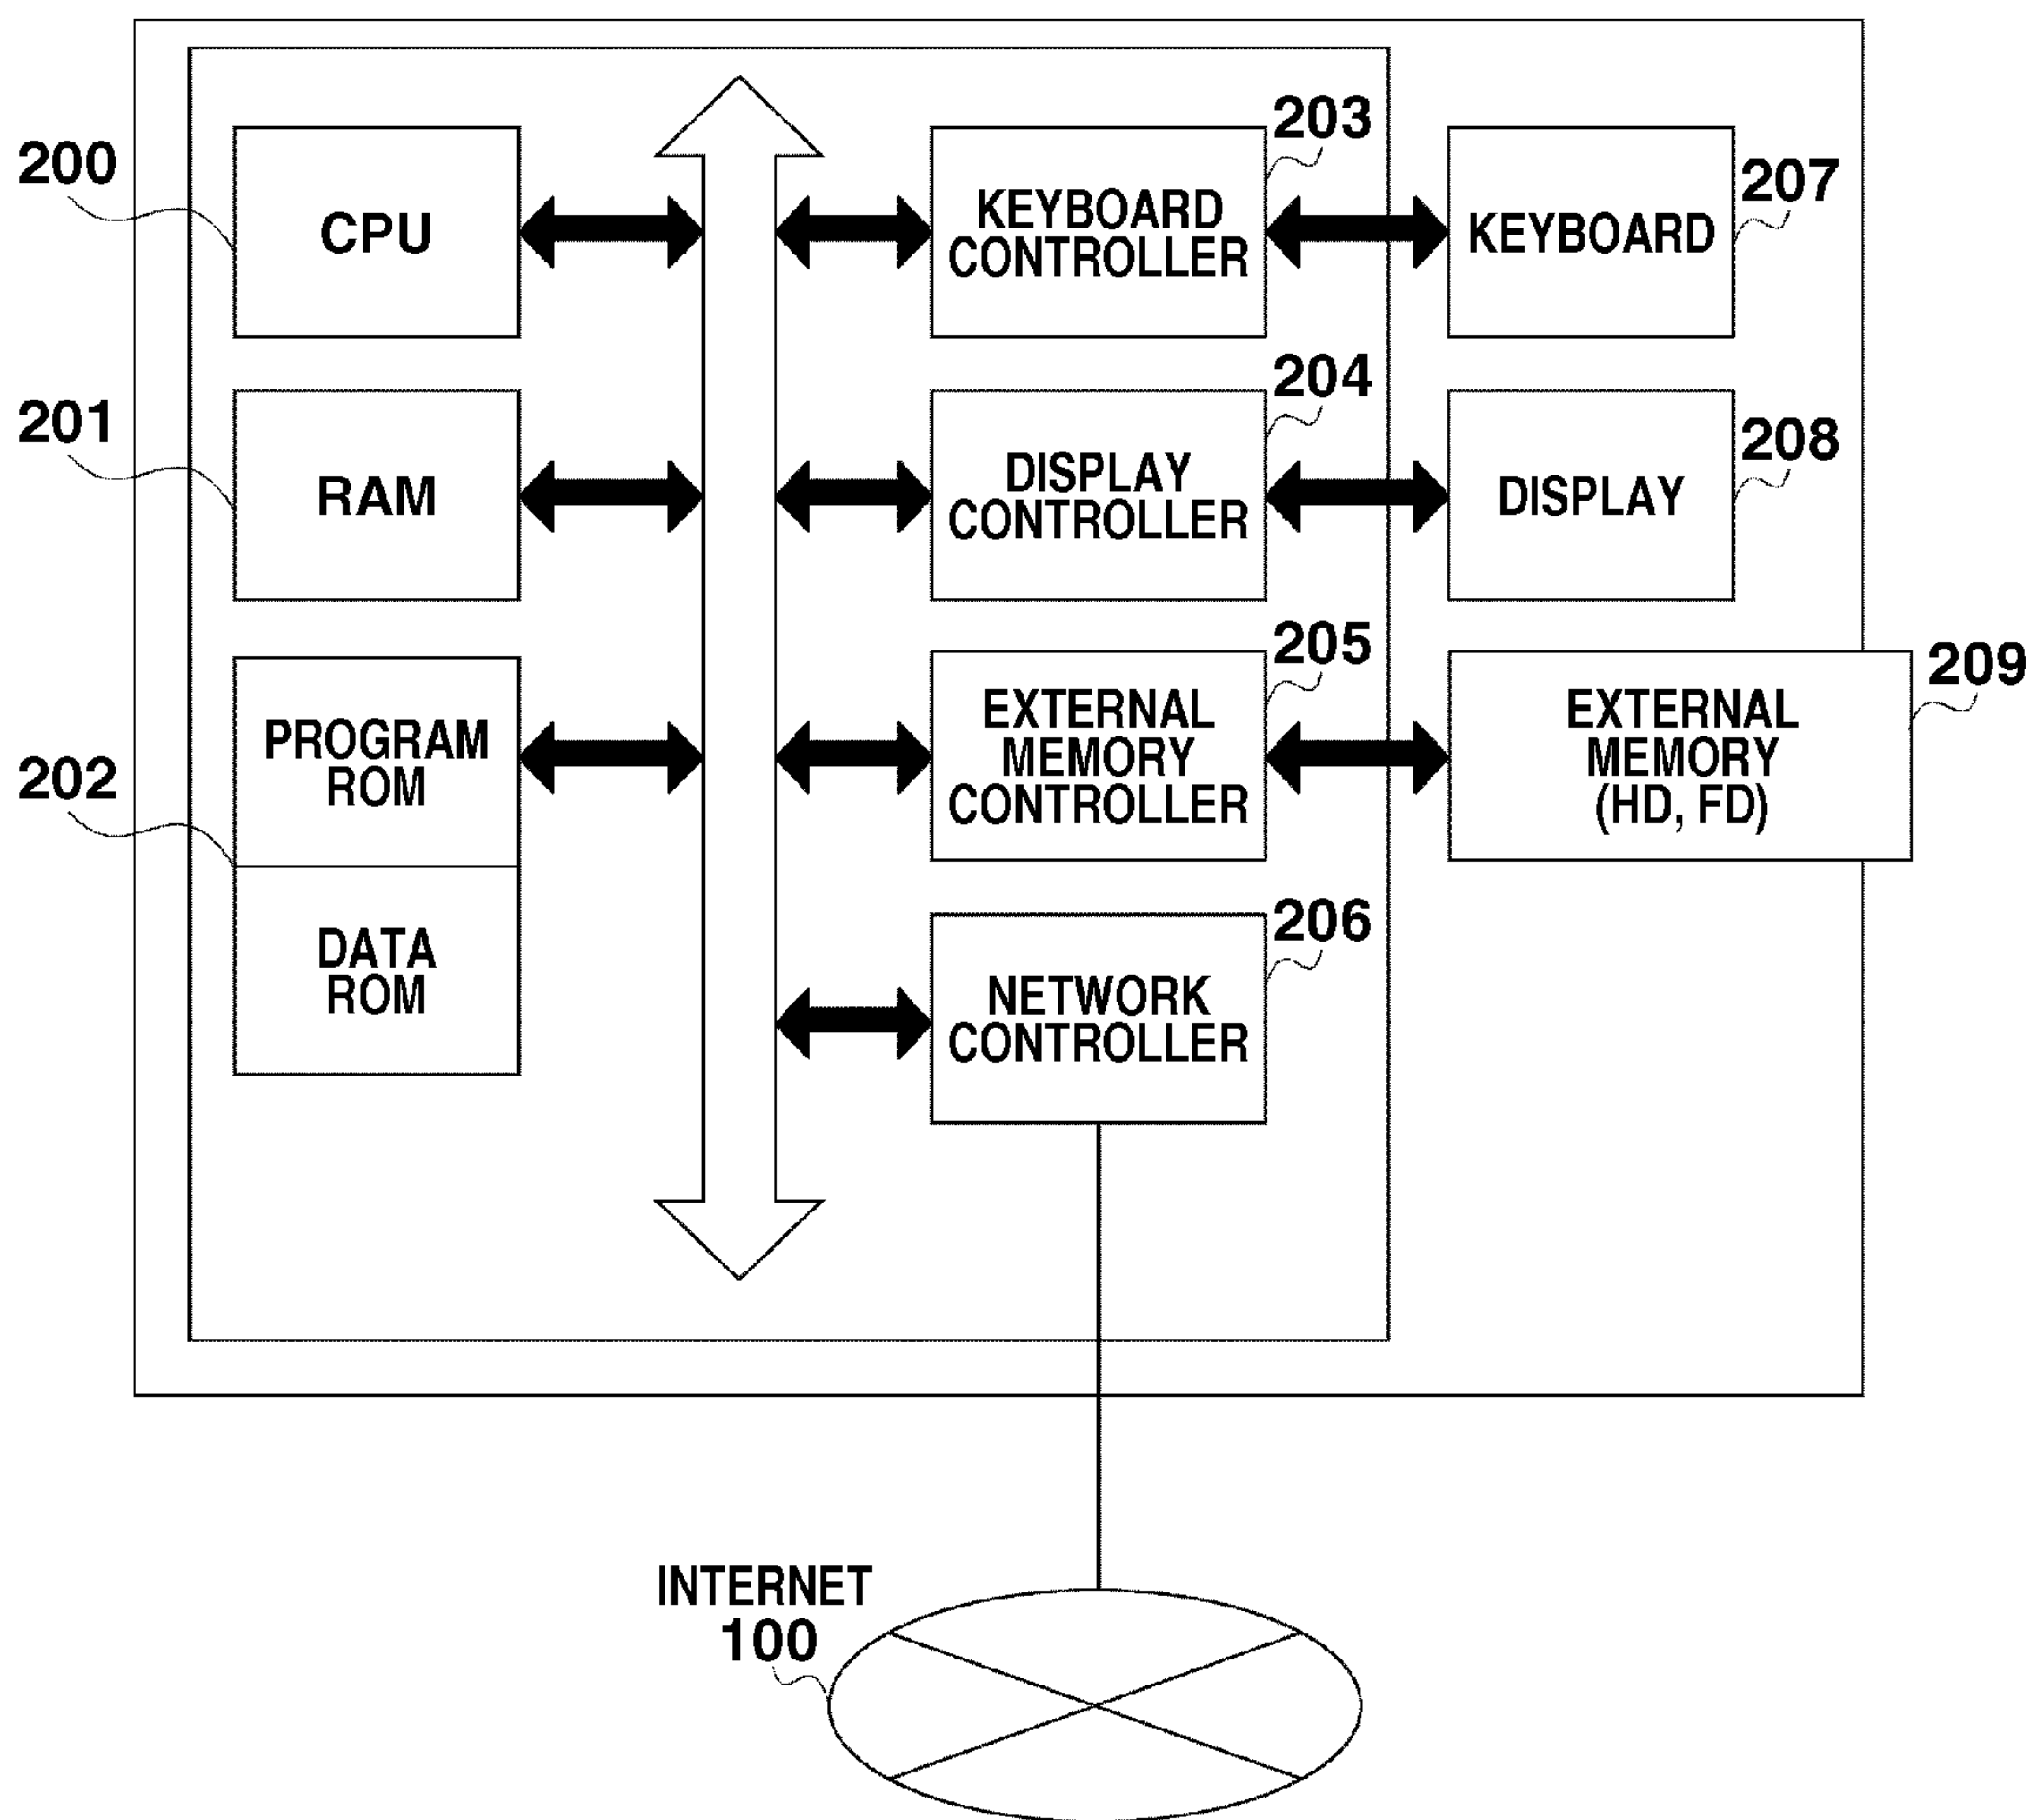 203
200
207
CPU
KEYBOARD
CONTROLLER
KEYBOARD
204
201
208
RAM
DISPLAY
CONTROLLER
DISPLAY
205
209
PROGRAM
ROM
202
EXTERNAL
MEMORY
CONTROLLER
EXTERNAL
MEMORY
(HD, FD)
206
DATA
ROM
NETWORK
CONTROLLER
INTERNET
100